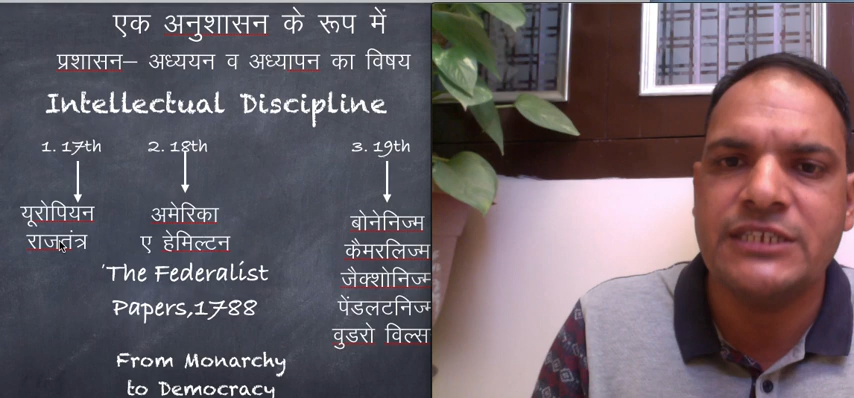 एक अनुशासन के रूप में
प्रशासन– अध्ययन व अध्यापन का विषय
Intellectual Discipline
1. 17th
यूरोपियन
राजतंत्र
2. 18th
अमेरिका
ए हेमिल्टन
'The Federalist
Papers,1788
From Monarchy
to Democracy
3. 19th
बोनेनिज्म
कैमरलिज्म
जैक्शोनिज्म
पेंडलटनिज्म
वुडरो विल्स